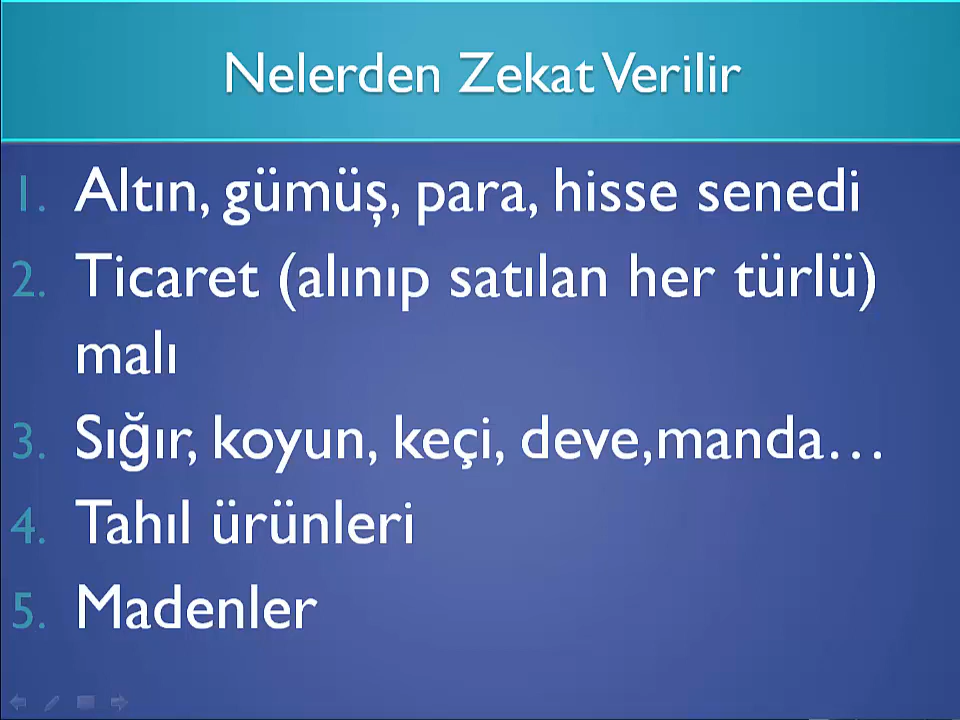 Nelerden Zekat Verilir
1. Altın, gümüş, para, hisse senedi
2. Ticaret (alınıp satılan her türlü)
malı
3. Sığır, koyun, keçi, deve,manda…
4. Tahıl ürünleri
5. Madenler